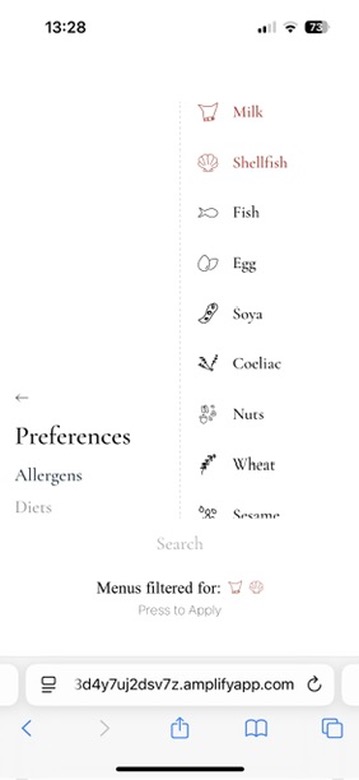 13:28
73
Milk
Shellfish
Fish
Egg
Soya
Coeliac
Nuts
Wheat
Sesame
←
Preferences
Allergens
Diets
Search
Menus filtered for:
Press to Apply
3d4y7uj2dsv7z.amplifyapp.com